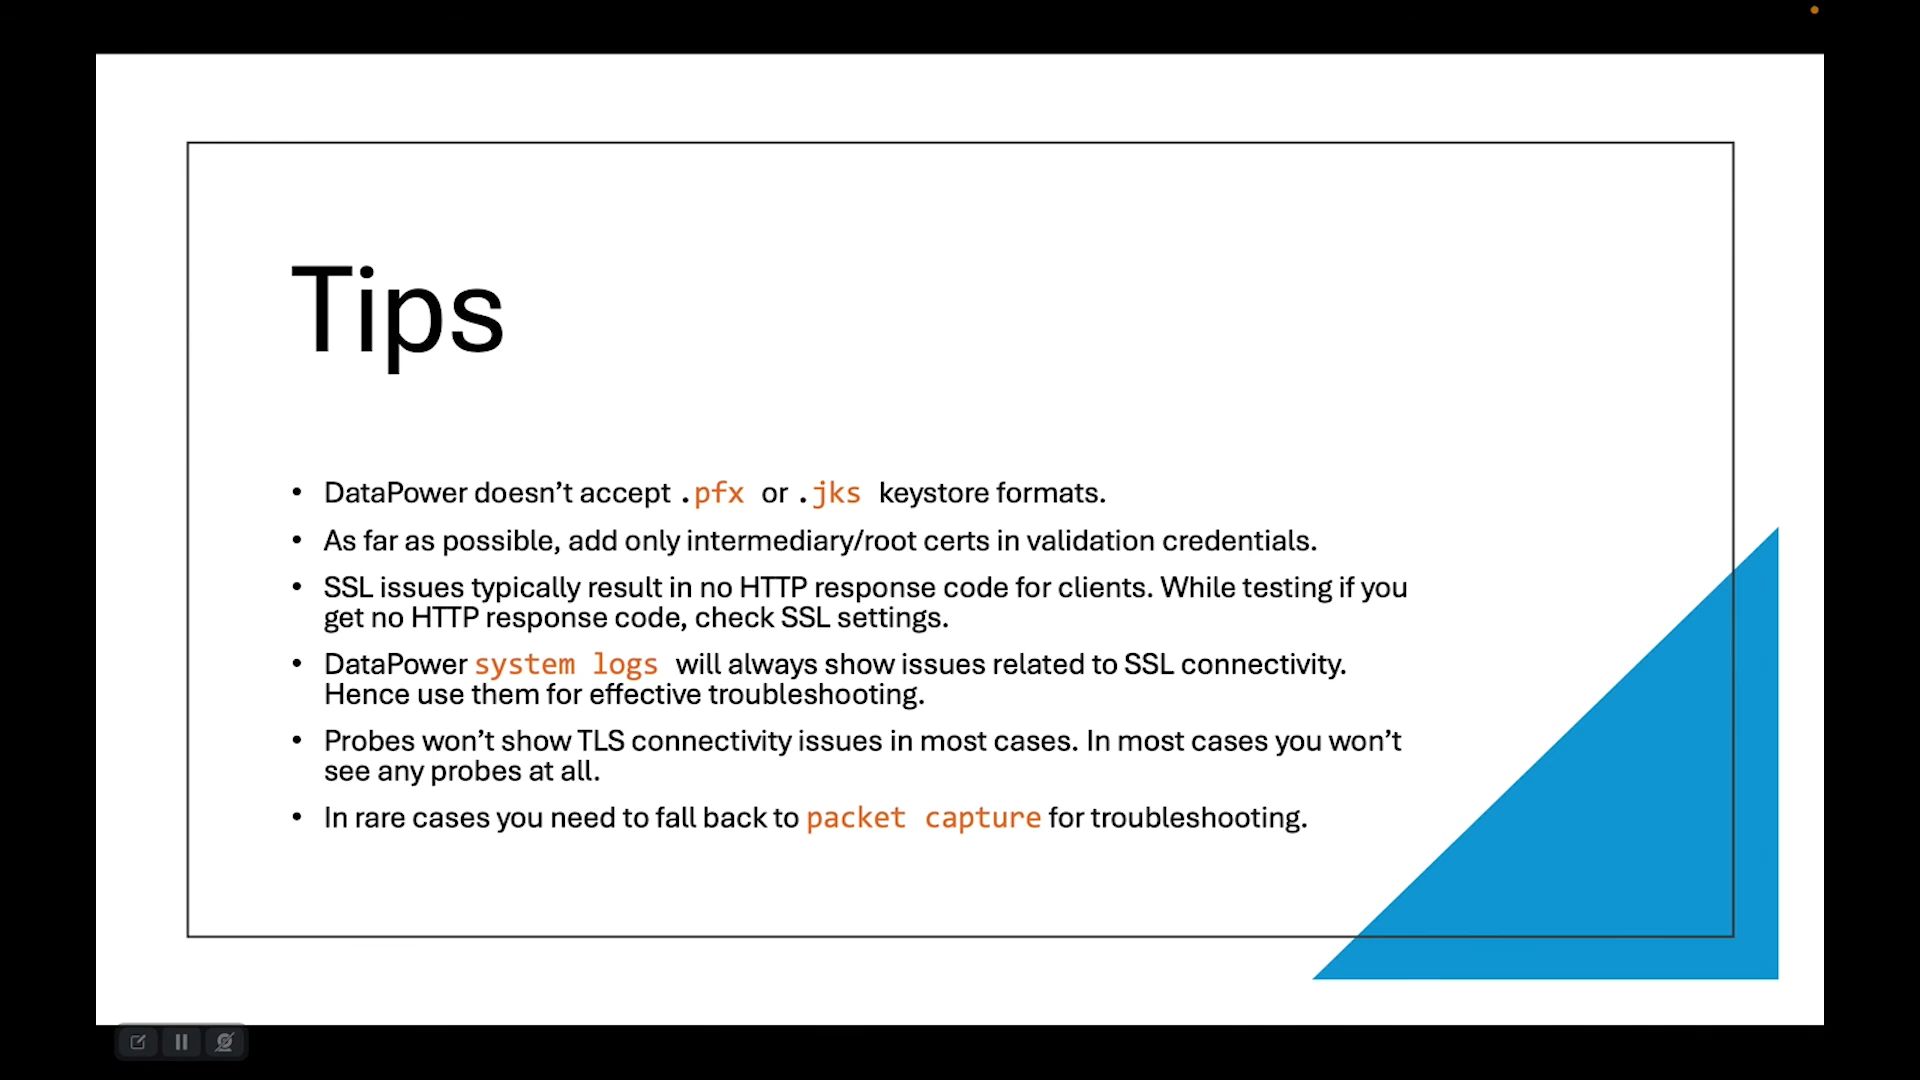 Tips
• DataPower doesn’t accept .pfx or .jks keystore formats.
• As far as possible, add only intermediary/root certs in validation credentials.
• SSL issues typically result in no HTTP response code for clients. While testing if you
get no HTTP response code, check SSL settings.
• DataPower system logs will always show issues related to SSL connectivity.
Hence use them for effective troubleshooting.
• Probes won’t show TLS connectivity issues in most cases. In most cases you won’t
see any probes at all.
• In rare cases you need to fall back to packet capture for troubleshooting.